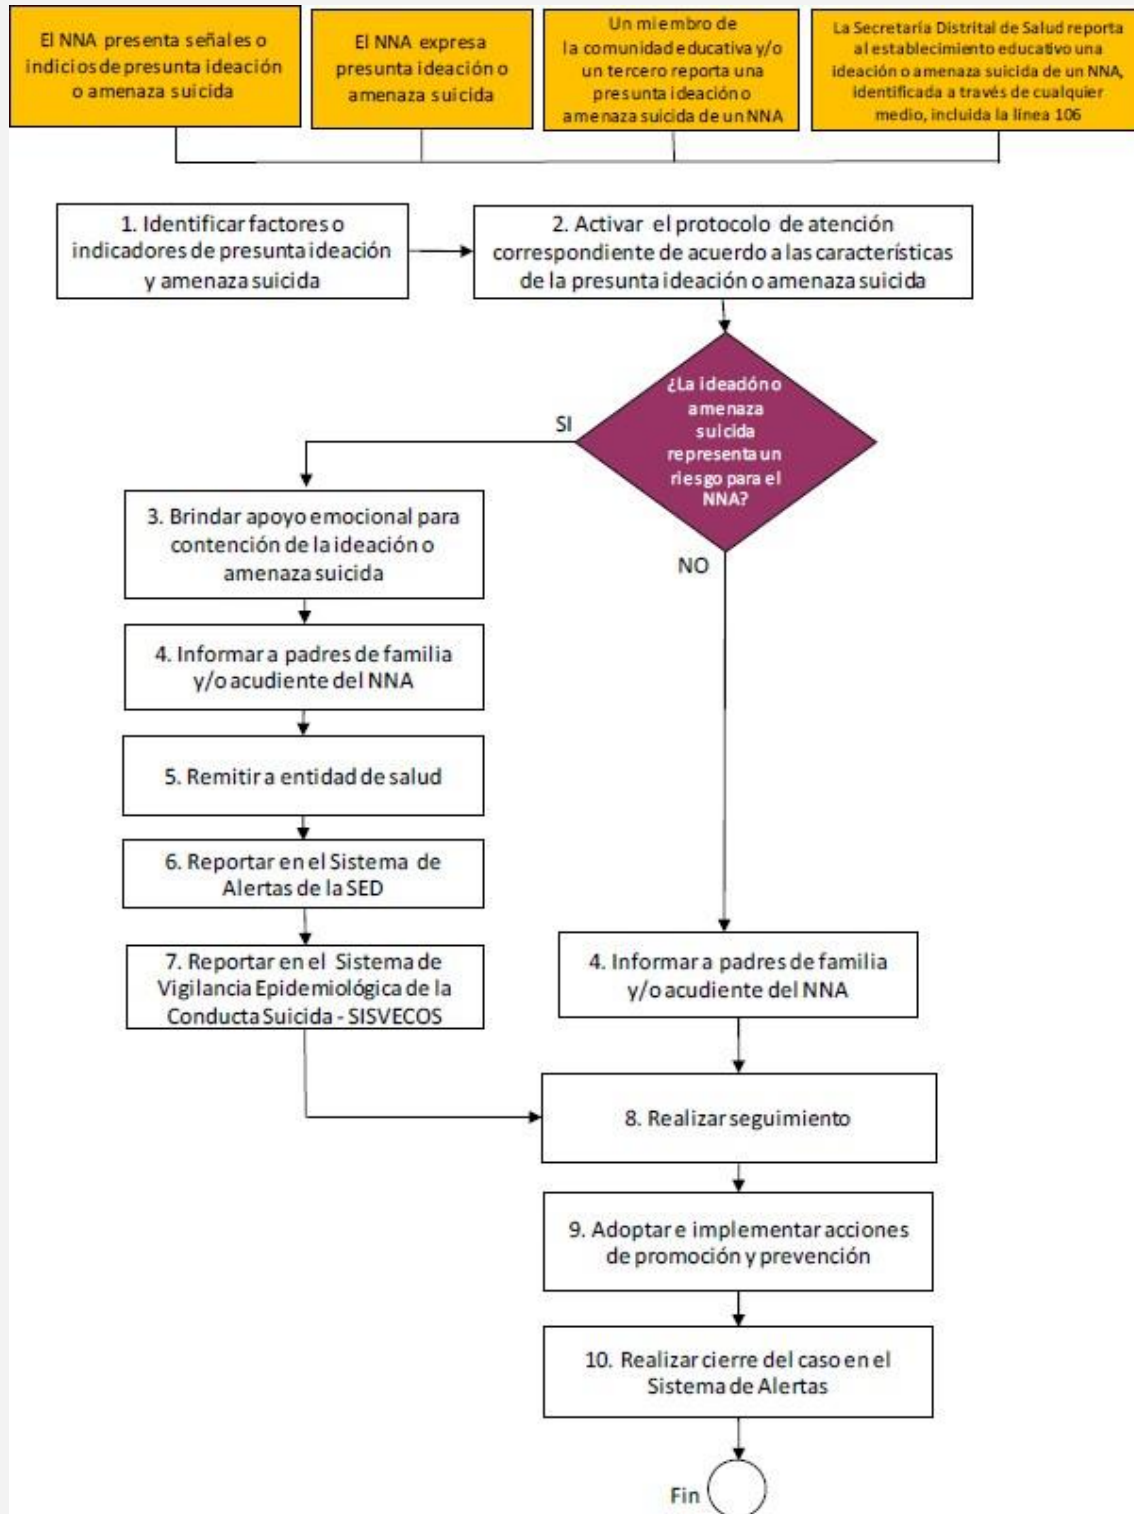 El NNA presenta señales o
indicios de presunta ideación
o amenaza suicida
El NNA expresa
presunta ideación o
amenaza suicida
Un miembro de
la comunidad educativa y/o
un tercero reporta una
presunta ideación o
amenaza suicida de un NNA
La Secretaría Distrital de Salud reporta
al establecimiento educativo una
ideación o amenaza suicida de un NNA,
identificada a través de cualquier
medio, incluida la línea 106
1. Identificar factores o
indicadores de presunta ideación
y amenaza suicida
2. Activar el protocolo de atención
correspondiente de acuerdo a las características
de la presunta ideación o amenaza suicida
¿La ideación o
amenaza
suicida
representa un
riesgo para el
NNA?
SI
NO
3. Brindar apoyo emocional para
contención de la ideación o
amenaza suicida
4. Informar a padres de familia
y/o acudiente del NNA
5. Remitir a entidad de salud
6. Reportar en el Sistema de
Alertas de la SED
7. Reportar en el Sistema de
Vigilancia Epidemiológica de la
Conducta Suicida - SISVECOS
4. Informar a padres de familia
y/o acudiente del NNA
8. Realizar seguimiento
9. Adoptar e implementar acciones
de promoción y prevención
10. Realizar cierre del caso en el
Sistema de Alertas
Fin